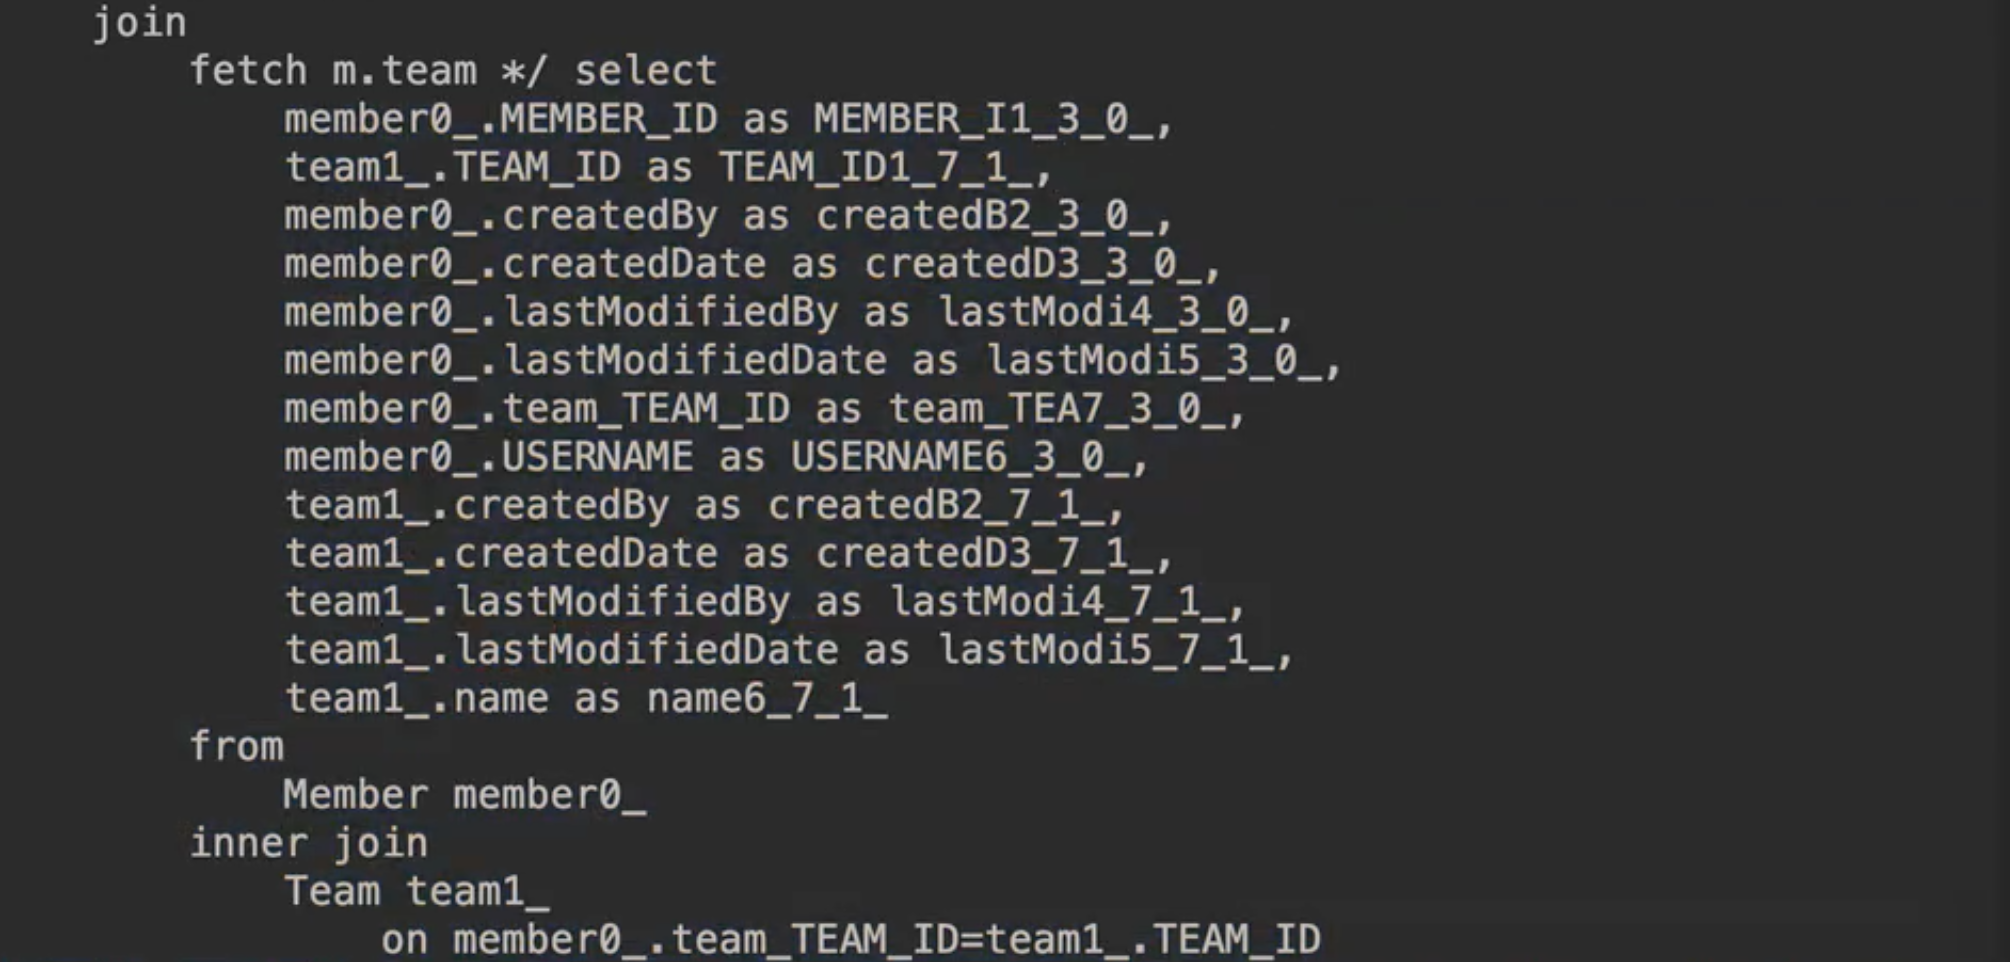 join
fetch m.team */ select
member0_.MEMBER_ID as MEMBER_I1_3_0_,
team1_.TEAM_ID as TEAM_ID1_7_1_,
member0_.createdBy as createdB2_3_0_,
member0_.createdDate as createdD3_3_0_,
member0_.lastModifiedBy as lastModi4_3_0_,
member0_.lastModifiedDate as lastModi5_3_0_,
member0_.team_TEAM_ID as team_TEA7_3_0_,
member0_.USERNAME as USERNAME6_3_0_,
team1_.createdBy as createdB2_7_1_,
team1_.createdDate as createdD3_7_1_,
team1_.lastModifiedBy as lastModi4_7_1_,
team1_.lastModifiedDate as lastModi5_7_1_,
team1_.name as name6_7_1_
from
Member member0_
inner join
Team team1_
on member0_.team_TEAM_ID=team1_.TEAM_ID